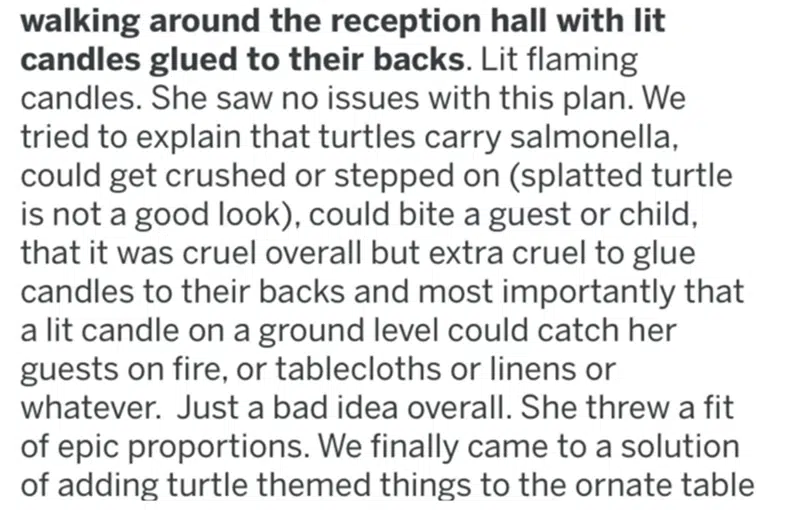 walking around the reception hall with lit
candles glued to their backs. Lit flaming
candles. She saw no issues with this plan. We
tried to explain that turtles carry salmonella,
could get crushed or stepped on (splatted turtle
is not a good look), could bite a guest or child,
that it was cruel overall but extra cruel to glue
candles to their backs and most importantly that
a lit candle on a ground level could catch her
guests on fire, or tablecloths or linens or
whatever.  Just a bad idea overall. She threw a fit
of epic proportions. We finally came to a solution
of adding turtle themed things to the ornate table